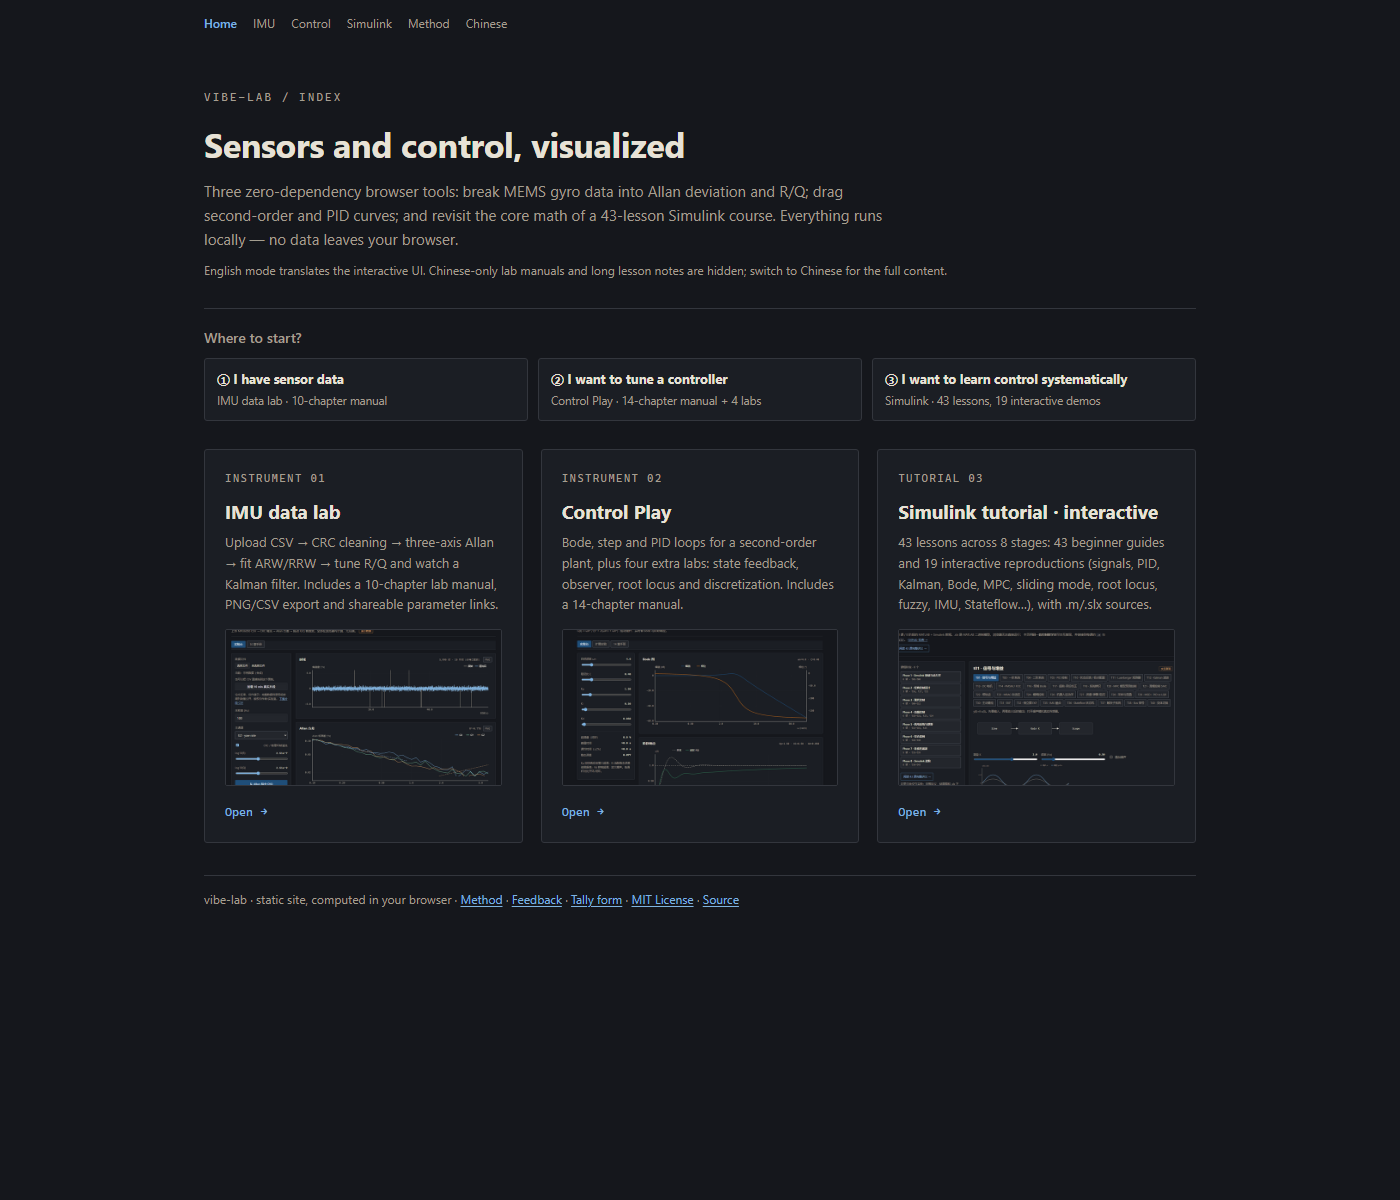 Home IMU Control Simulink Method Chinese
VIBE-LAB / INDEX
Sensors and control, visualized
Three zero-dependency browser tools: break MEMS gyro data into Allan deviation and R/Q; drag
second-order and PID curves; and revisit the core math of a 43-lesson Simulink course. Everything runs
locally — no data leaves your browser.
English mode translates the interactive UI. Chinese-only lab manuals and long lesson notes are hidden; switch to Chinese for the full content.
Where to start?
① I have sensor data
IMU data lab · 10-chapter manual
② I want to tune a controller
Control Play · 14-chapter manual + 4 labs
③ I want to learn control systematically
Simulink · 43 lessons, 19 interactive demos
INSTRUMENT 01
IMU data lab
Upload CSV → CRC cleaning → three-axis Allan
→ fit ARW/RRW → tune R/Q and watch a
Kalman filter. Includes a 10-chapter lab manual,
PNG/CSV export and shareable parameter links.
Open →
INSTRUMENT 02
Control Play
Bode, step and PID loops for a second-order
plant, plus four extra labs: state feedback,
observer, root locus and discretization. Includes
a 14-chapter manual.
Open →
TUTORIAL 03
Simulink tutorial · interactive
43 lessons across 8 stages: 43 beginner guides
and 19 interactive reproductions (signals, PID,
Kalman, Bode, MPC, sliding mode, root locus,
fuzzy, IMU, Stateflow…), with .m/.slx sources.
Open →
vibe-lab · static site, computed in your browser · Method · Feedback · Tally form · MIT License · Source